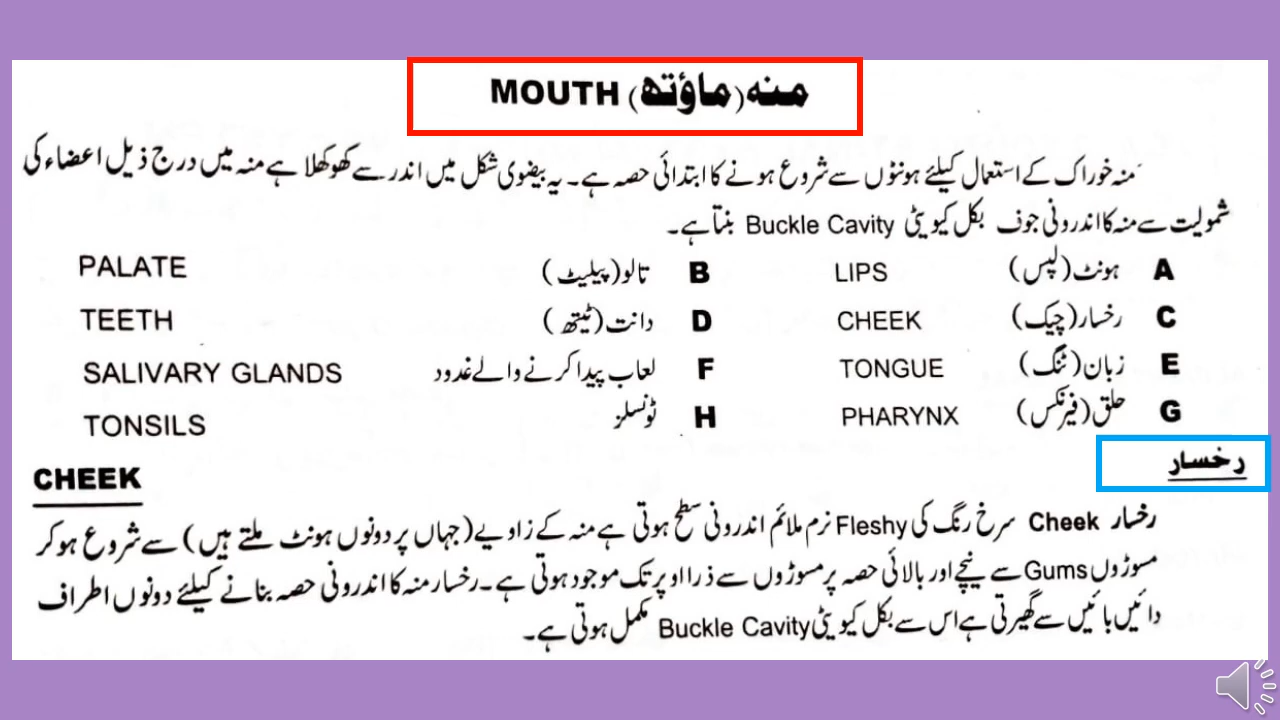 منہ (ماؤتھ) MOUTH
منہ خوراک کے استعمال کیلئے ہونٹوں سے شروع ہونے کا ابتدائی حصہ ہے۔ یہ بیضوی شکل میں اندر سے کھوکھلا ہے منہ میں درج ذیل اعضاء کی
شمولیت سے منہ کا اندرونی جوف بکل کیویٹی Buckle Cavity بنتا ہے۔
A ہونٹ (لپس) LIPS B تالو (پیلیٹ) PALATE
C رخسار (چیک) CHEEK D دانت (ٹیتھ) TEETH
E زبان (ٹنگ) TONGUE F لعاب پیدا کرنے والے غدود SALIVARY GLANDS
G حلق (فیرنکس) PHARYNX H ٹونسلز TONSILS
رخسار CHEEK
رخسار Cheek سرخ رنگ کی Fleshy نرم ملائم اندرونی سطح ہوتی ہے منہ کے زاویے (جہاں پر دونوں ہونٹ ملتے ہیں) سے شروع ہو کر
مسوڑوں Gums سے نیچے اور بالائی حصہ پر مسوڑوں سے ذرا اوپر تک موجود ہوتی ہے۔ رخسار منہ کا اندرونی حصہ بنانے کیلئے دونوں اطراف
دائیں بائیں سے گھیرتی ہے اس سے بکل کیویٹی Buckle Cavity مکمل ہوتی ہے۔